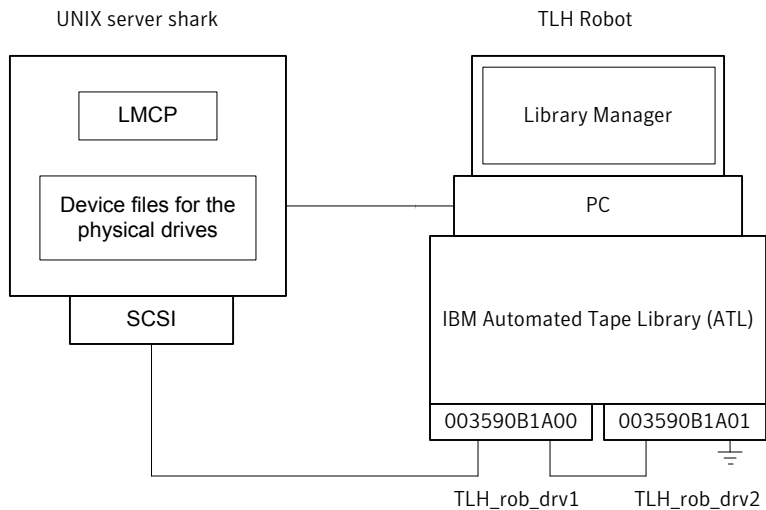 UNIX server shark
TLH Robot
LMCP
Library Manager
Device files for the
physical drives
PC
SCSI
IBM Automated Tape Library (ATL)
003590B1A00
003590B1A01
TLH_rob_drv1
TLH_rob_drv2